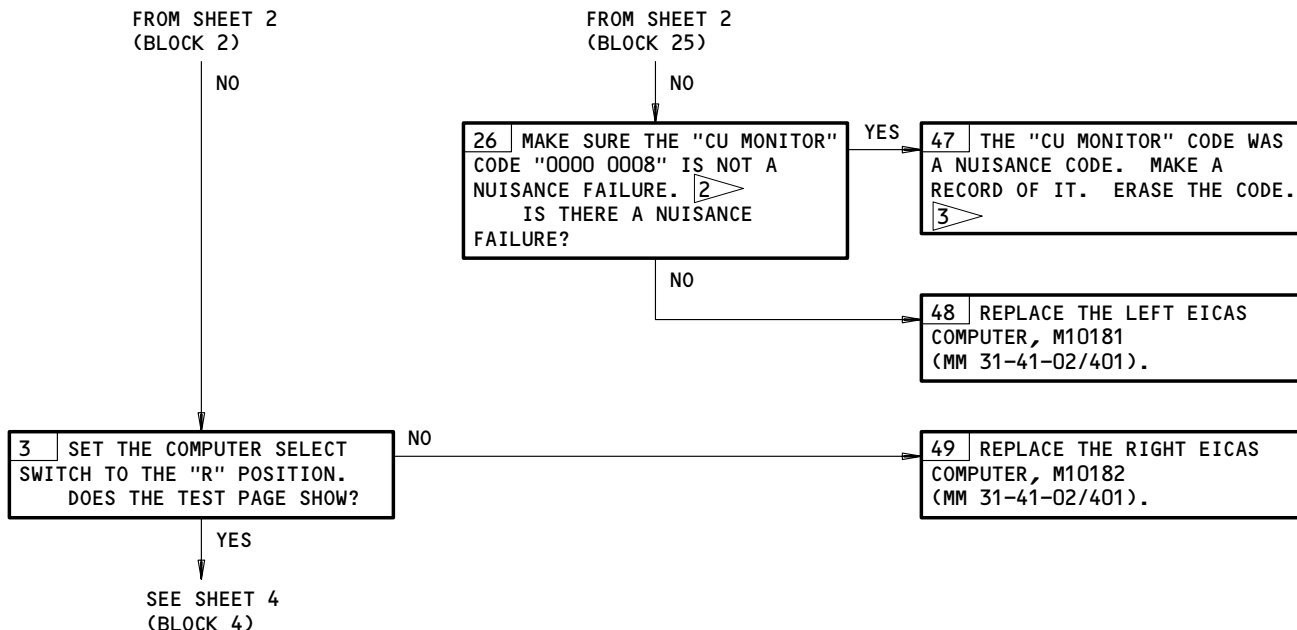 FROM SHEET 2
(BLOCK 2)
NO
FROM SHEET 2
(BLOCK 25)
NO
26 MAKE SURE THE "CU MONITOR"
CODE "0000 0008" IS NOT A
NUISANCE FAILURE. 2
IS THERE A NUISANCE
FAILURE?
YES
47 THE "CU MONITOR" CODE WAS
A NUISANCE CODE. MAKE A
RECORD OF IT. ERASE THE CODE.
3
NO
48 REPLACE THE LEFT EICAS
COMPUTER, M10181
(MM 31-41-02/401).
3 SET THE COMPUTER SELECT
SWITCH TO THE "R" POSITION.
DOES THE TEST PAGE SHOW?
NO
49 REPLACE THE RIGHT EICAS
COMPUTER, M10182
(MM 31-41-02/401).
YES
SEE SHEET 4
(BLOCK 4)